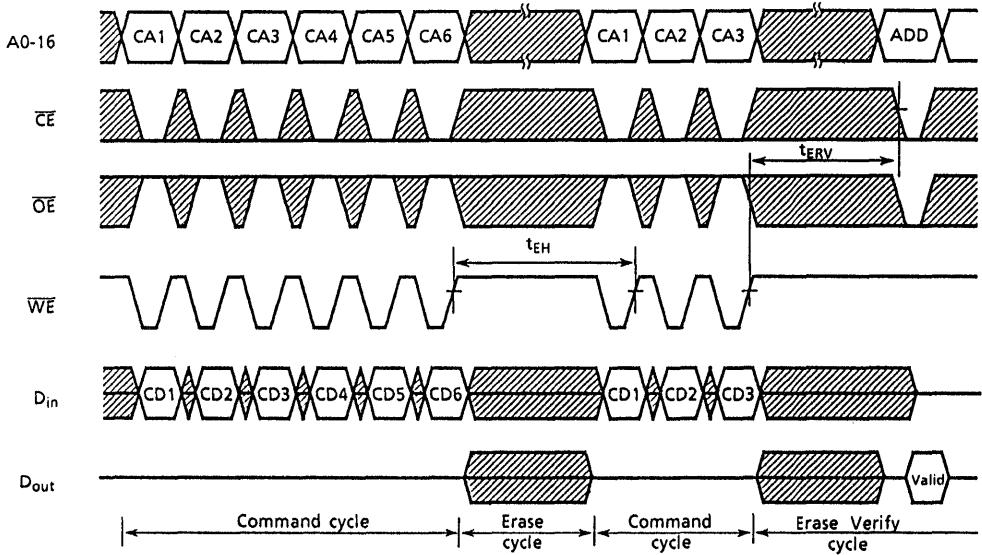 A0-16 CA1 CA2 CA3 CA4 CA5 CA6 CA1 CA2 CA3 ADD
CE
tERV
OE
tEH
WE
Din CD1 CD2 CD3 CD4 CD5 CD6 CD1 CD2 CD3
Dout Valid
Command cycle Erase cycle Command cycle Erase Verify cycle